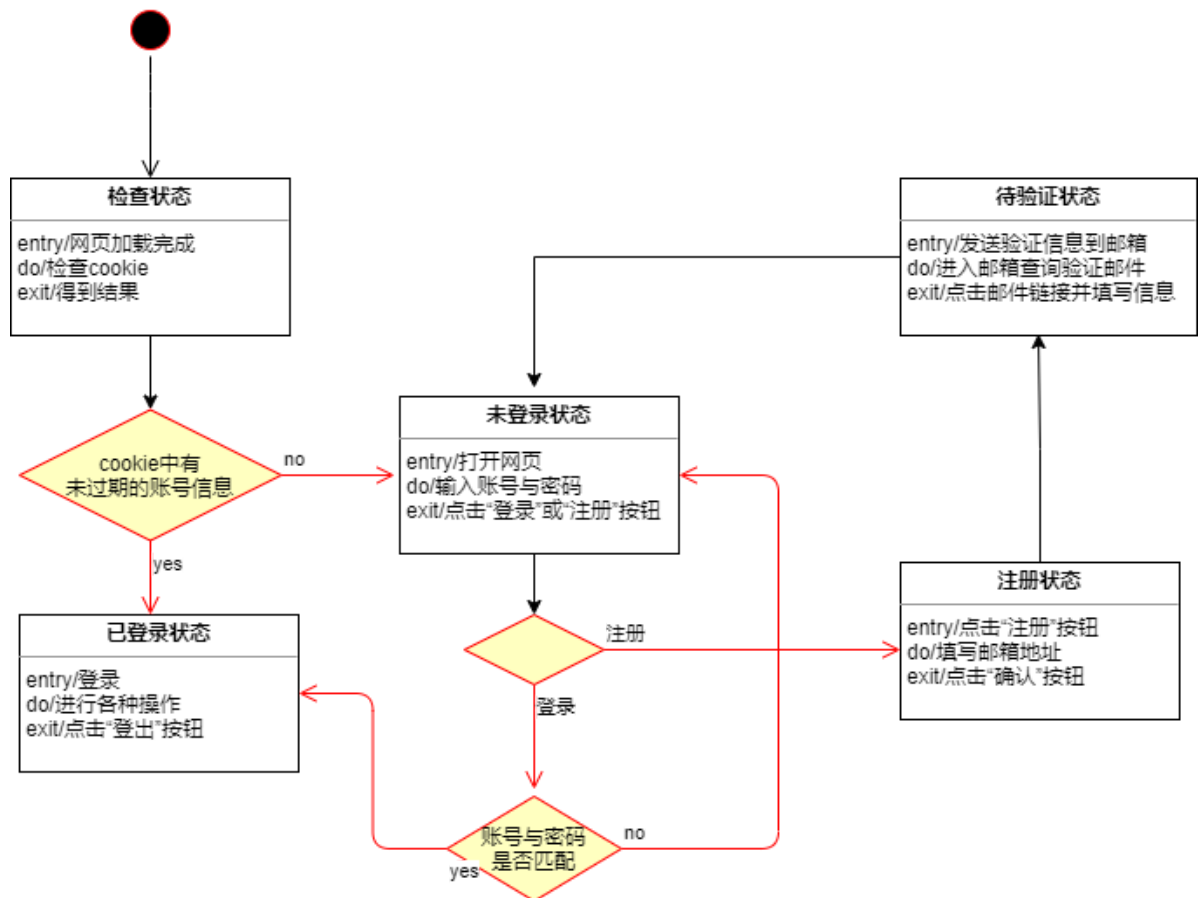 检查状态
entry/网页加载完成
do/检查cookie
exit/得到结果
待验证状态
entry/发送验证信息到邮箱
do/进入邮箱查询验证邮件
exit/点击邮件链接并填写信息
cookie中有
未过期的账号信息
no
yes
未登录状态
entry/打开网页
do/输入账号与密码
exit/点击“登录”或“注册”按钮
已登录状态
entry/登录
do/进行各种操作
exit/点击“登出”按钮
注册
登录
注册状态
entry/点击“注册”按钮
do/填写邮箱地址
exit/点击“确认”按钮
账号与密码
是否匹配
no
yes